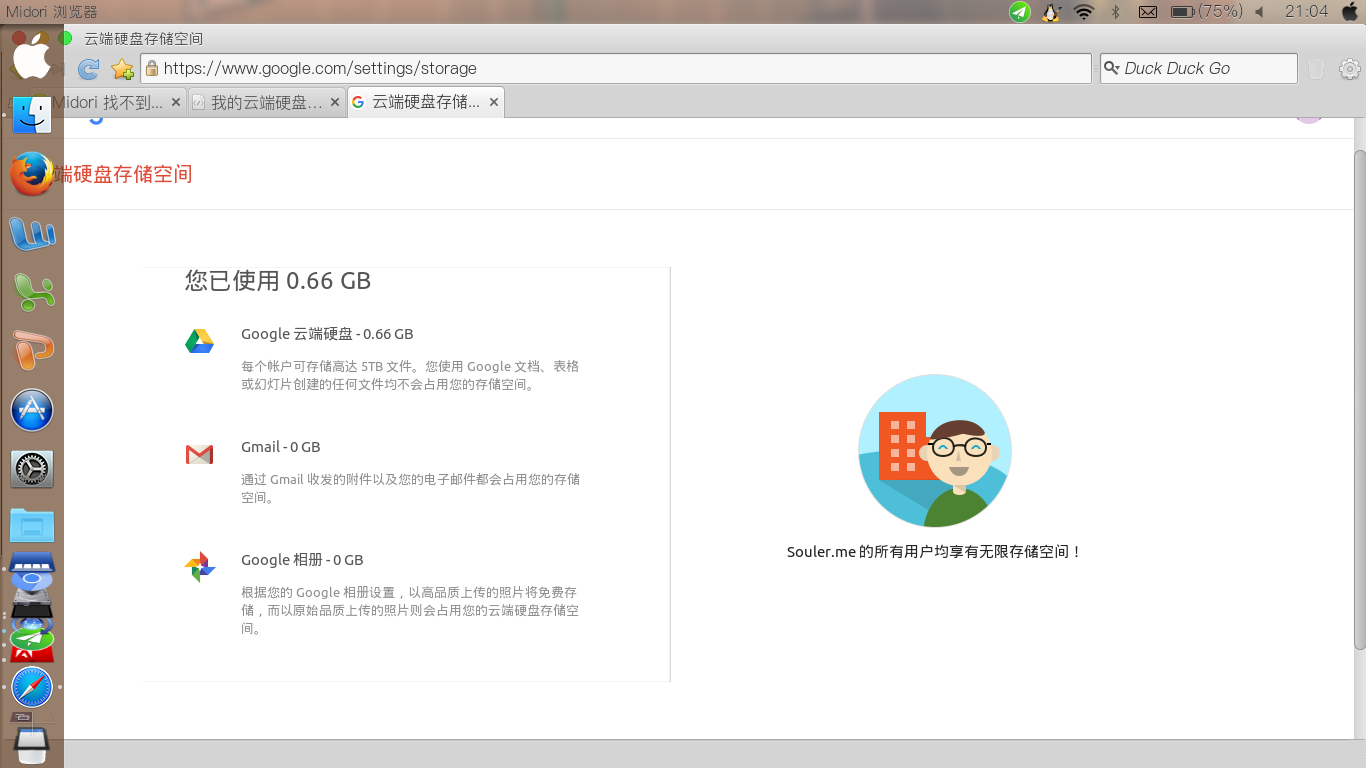 Midori 浏览器
(75%)
21:04
云端硬盘存储空间
https://www.google.com/settings/storage
Duck Duck Go
Midori 找不到...
我的云端硬盘...
云端硬盘存储...
端硬盘存储空间
您已使用 0.66 GB
Google 云端硬盘 - 0.66 GB
每个帐户可存储高达 5TB 文件。您使用 Google 文档、表格
或幻灯片创建的任何文件均不会占用您的存储空间。
Gmail - 0 GB
通过 Gmail 收发的附件以及您的电子邮件都会占用您的存储
空间。
Google 相册 - 0 GB
根据您的 Google 相册设置，以高品质上传的照片将免费存
储，而以原始品质上传的照片则会占用您的云端硬盘存储空
间。
Souler.me 的所有用户均享有无限存储空间！